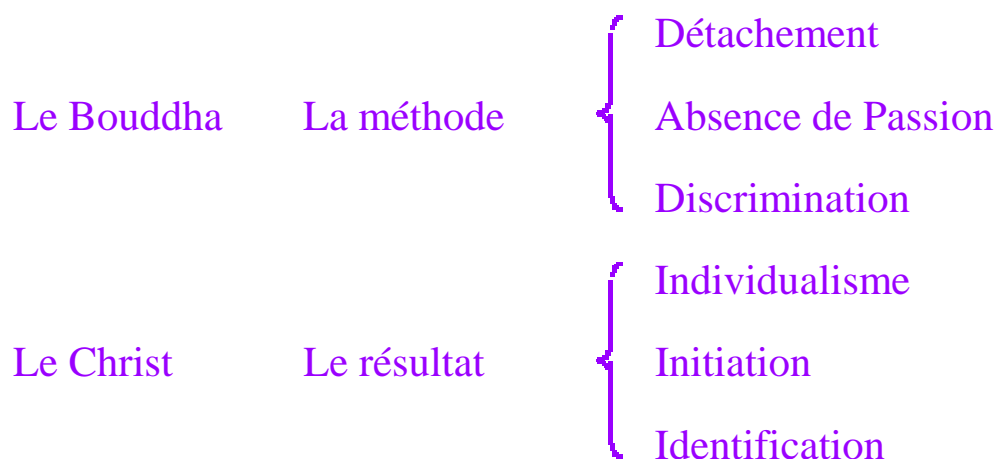 Détachement
Le Bouddha La méthode Absence de Passion
Discrimination
Individualisme
Le Christ Le résultat Initiation
Identification